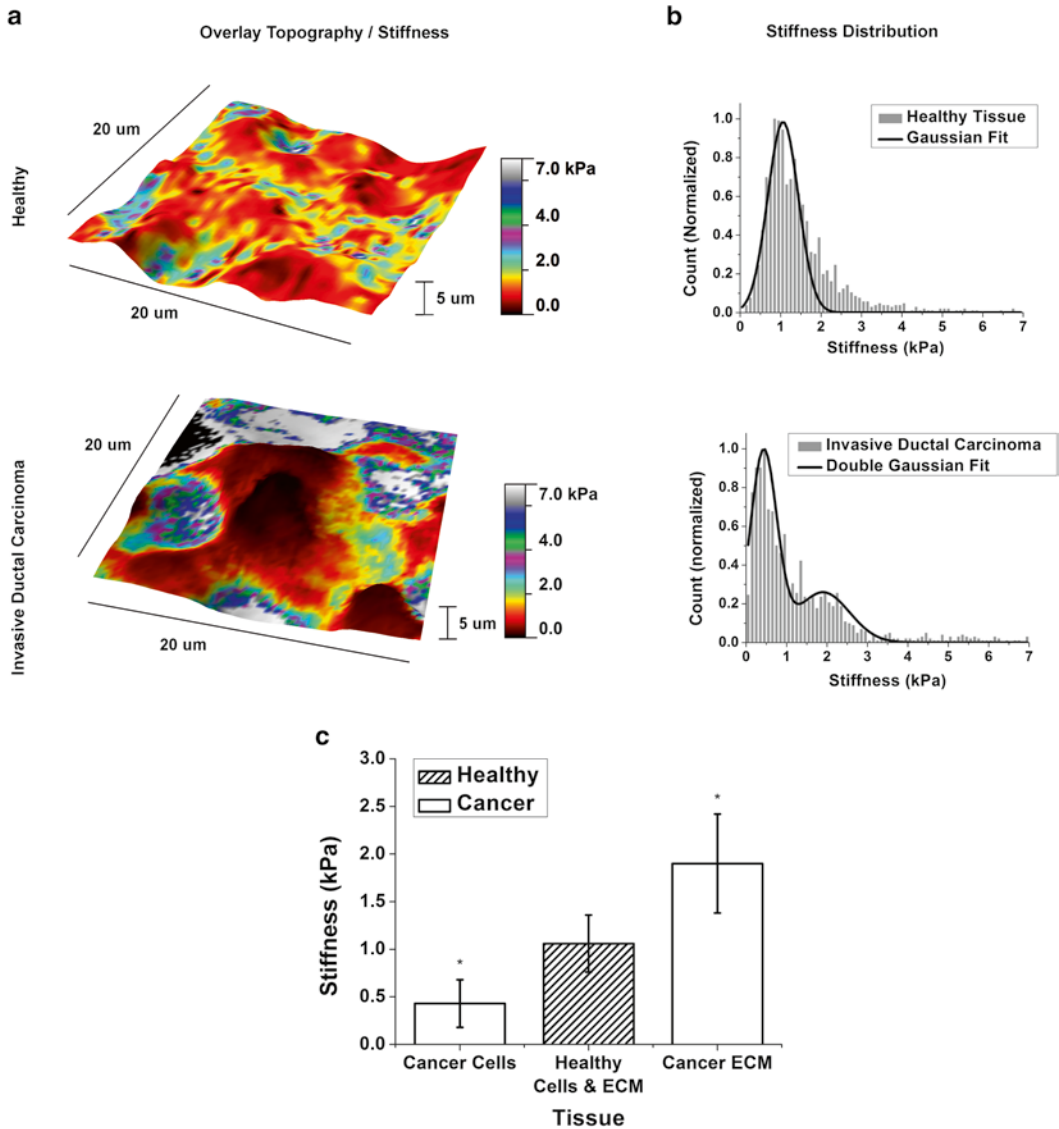 a
Overlay Topography / Stiffness
Healthy
20 um
20 um
5 um
7.0 kPa
4.0
2.0
0.0
Invasive Ductal Carcinoma
20 um
20 um
5 um
7.0 kPa
4.0
2.0
0.0
b
Stiffness Distribution
Healthy Tissue
Gaussian Fit
Count (Normalized)
1.0
0.8
0.6
0.4
0.2
0.0
0 1 2 3 4 5 6 7
Stiffness (kPa)
Invasive Ductal Carcinoma
Double Gaussian Fit
Count (normalized)
1.0
0.8
0.6
0.4
0.2
0.0
0 1 2 3 4 5 6 7
Stiffness (kPa)
c
Healthy
Cancer
Stiffness (kPa)
3.0
2.5
2.0
1.5
1.0
0.5
0.0
*
*
Cancer Cells
Healthy
Cells & ECM
Cancer ECM
Tissue